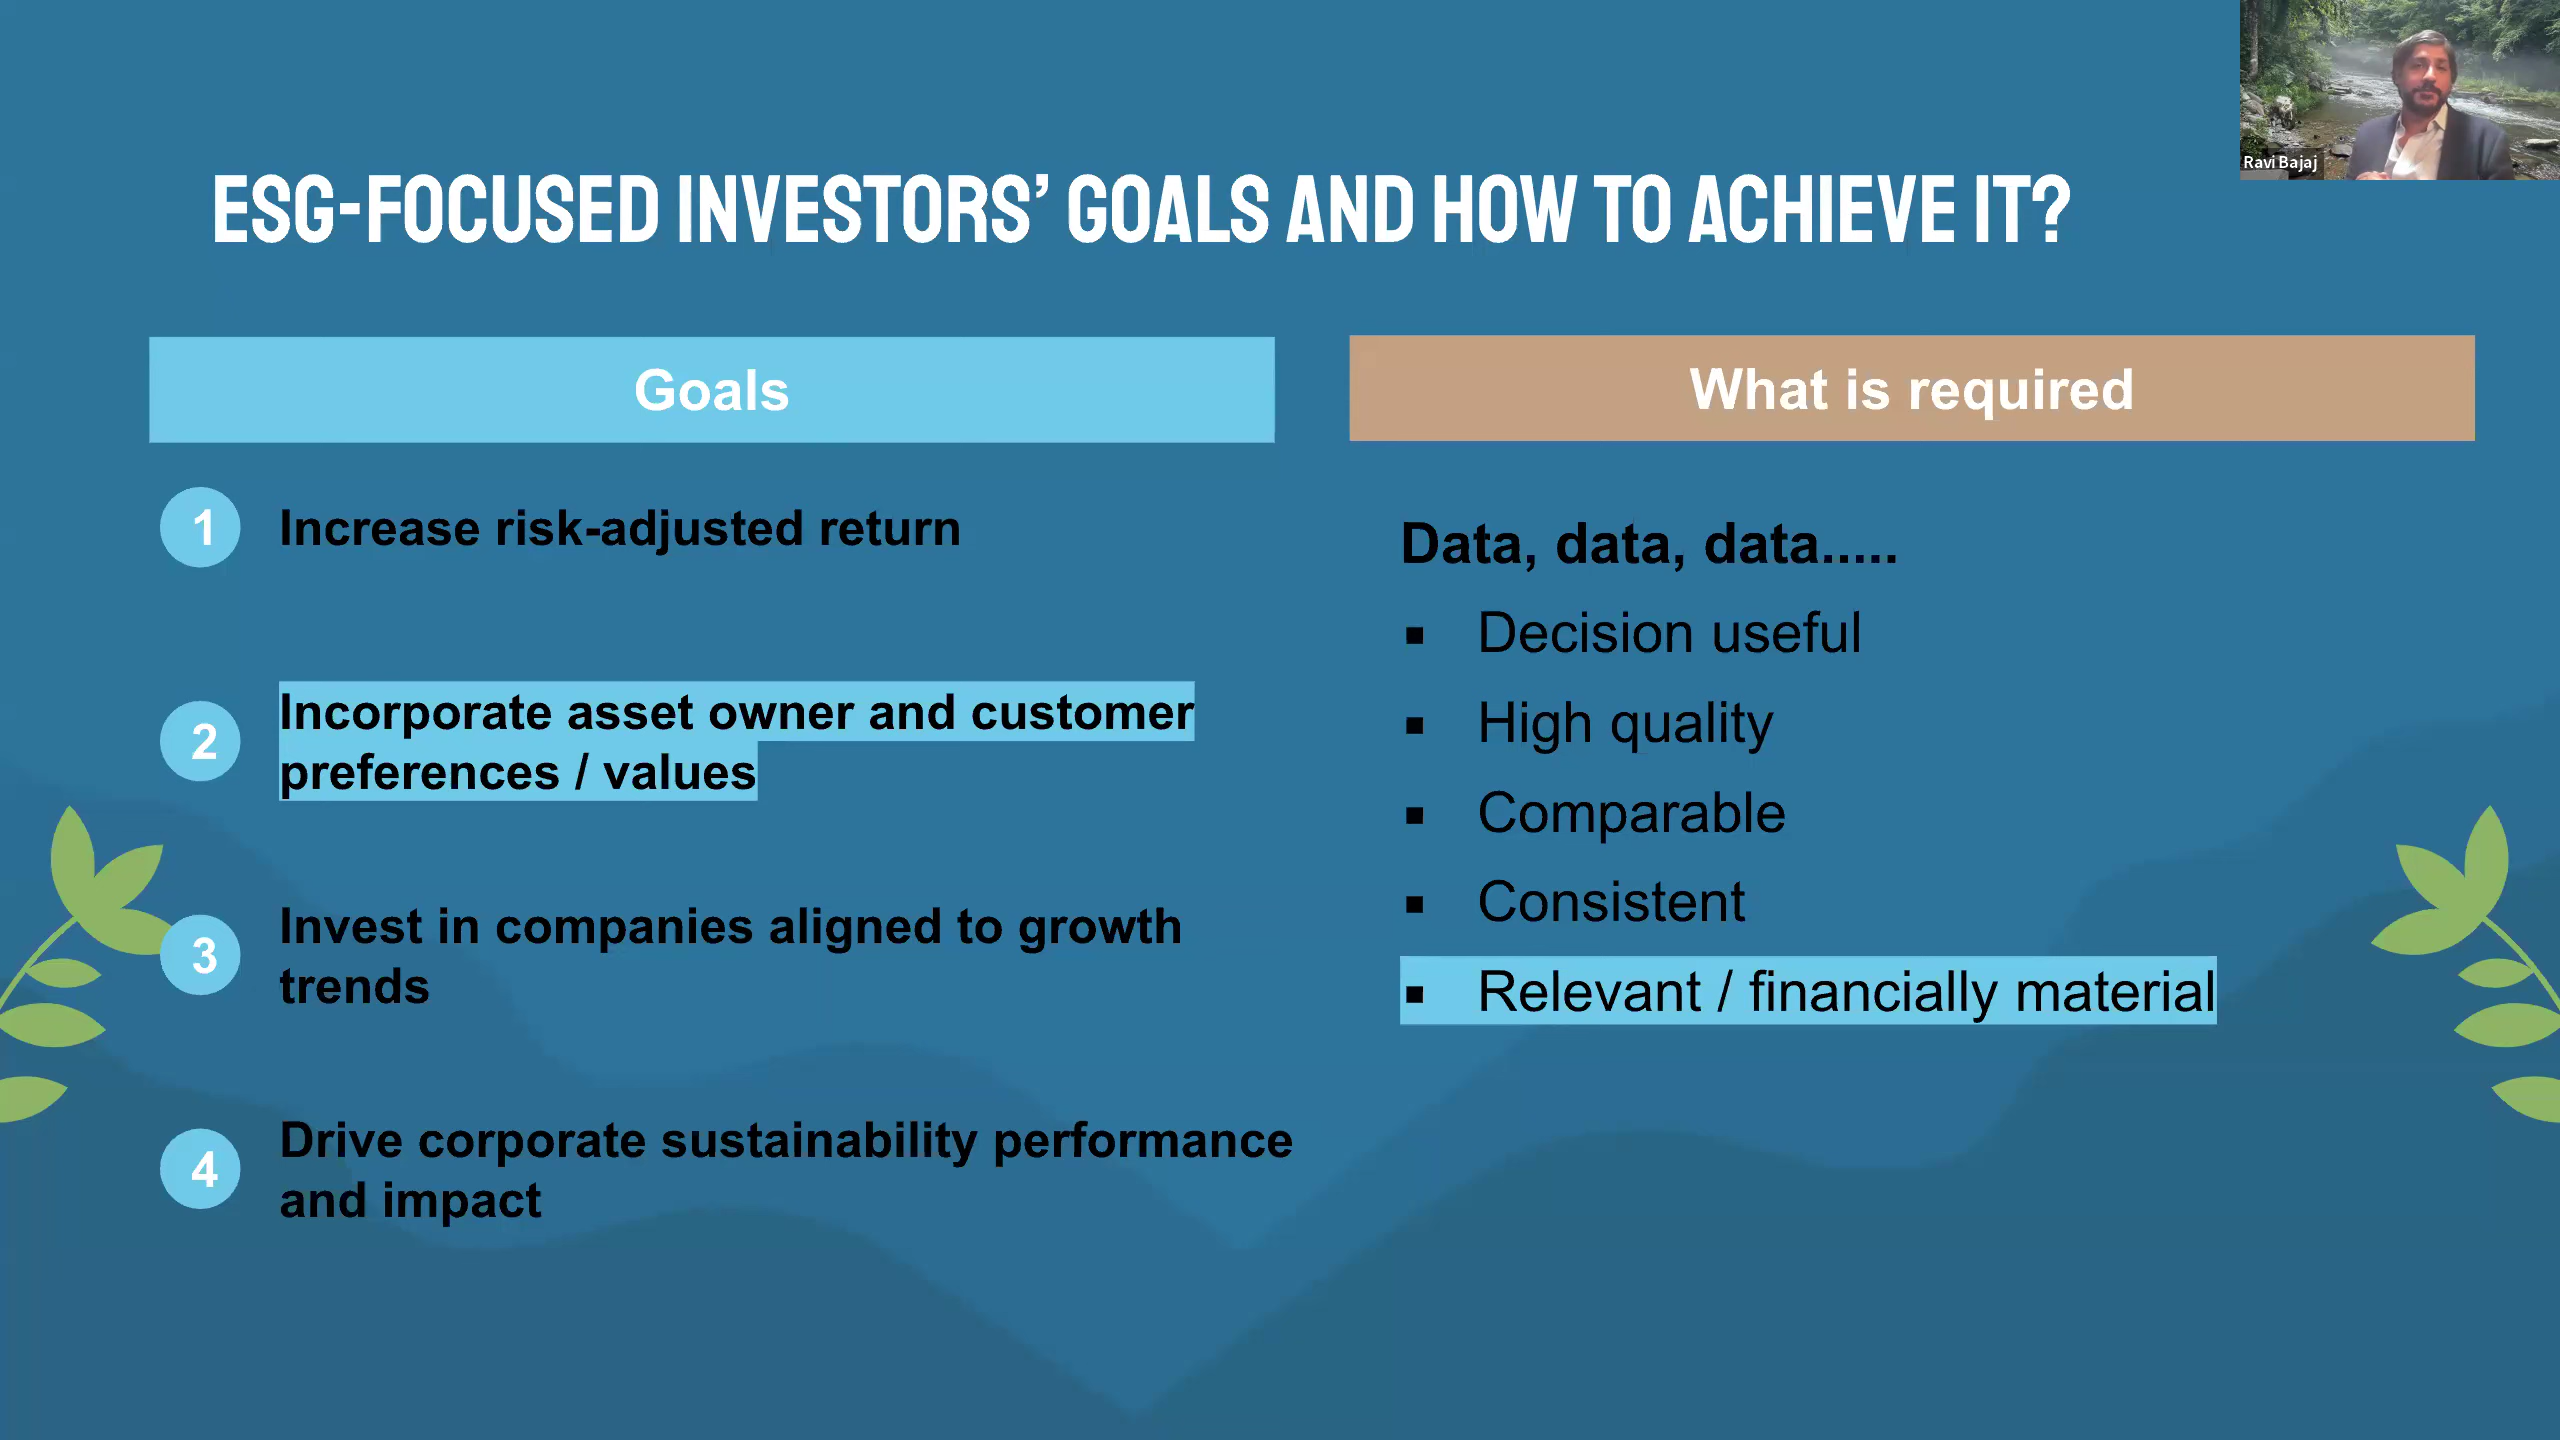 ESG-FOCUSED INVESTORS’ GOALS AND HOW TO ACHIEVE IT?
Ravi Bajaj
Goals
1 Increase risk-adjusted return
2 Incorporate asset owner and customer
preferences / values
3 Invest in companies aligned to growth
trends
4 Drive corporate sustainability performance
and impact
What is required
Data, data, data.....
▪ Decision useful
▪ High quality
▪ Comparable
▪ Consistent
▪ Relevant / financially material